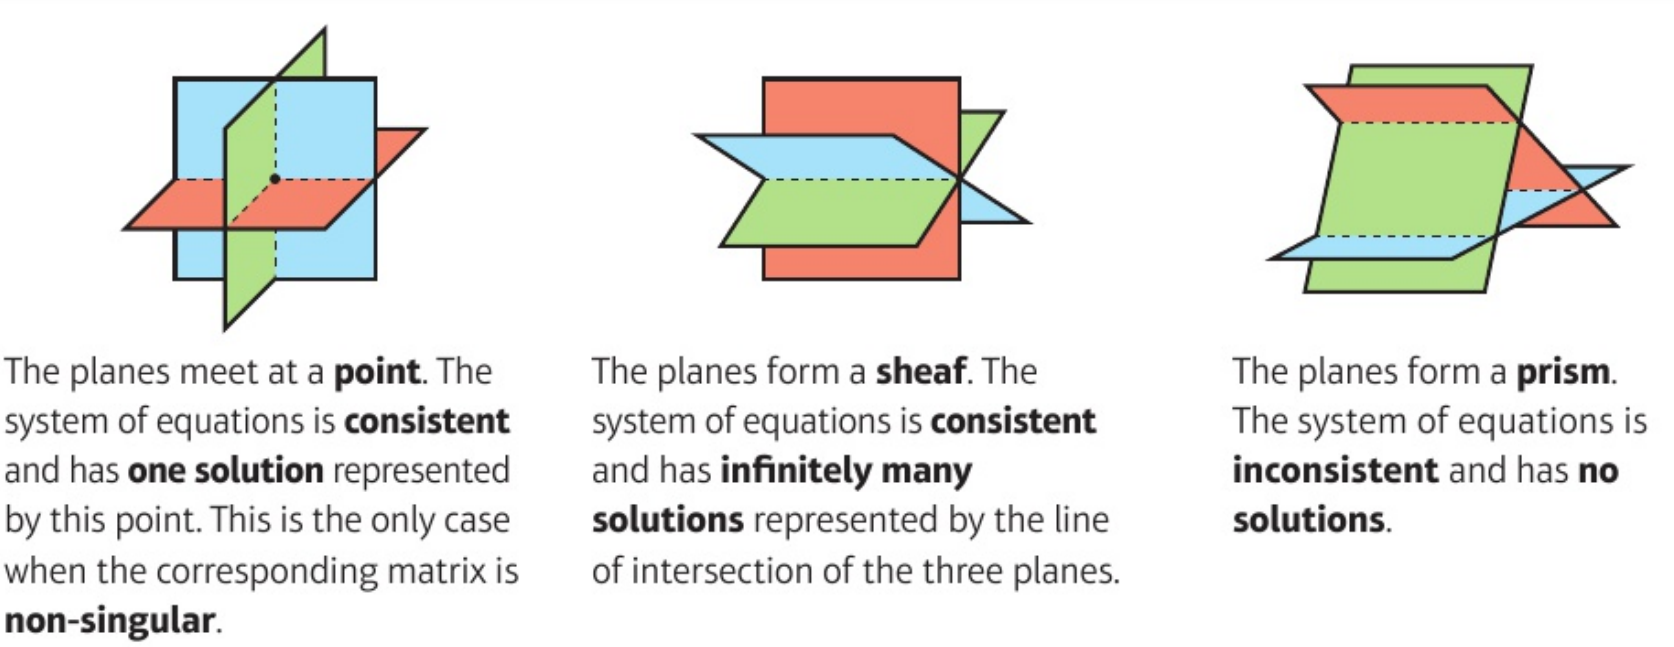 The planes meet at a point. The
system of equations is consistent
and has one solution represented
by this point. This is the only case
when the corresponding matrix is
non-singular.
The planes form a sheaf. The
system of equations is consistent
and has infinitely many
solutions represented by the line
of intersection of the three planes.
The planes form a prism.
The system of equations is
inconsistent and has no
solutions.